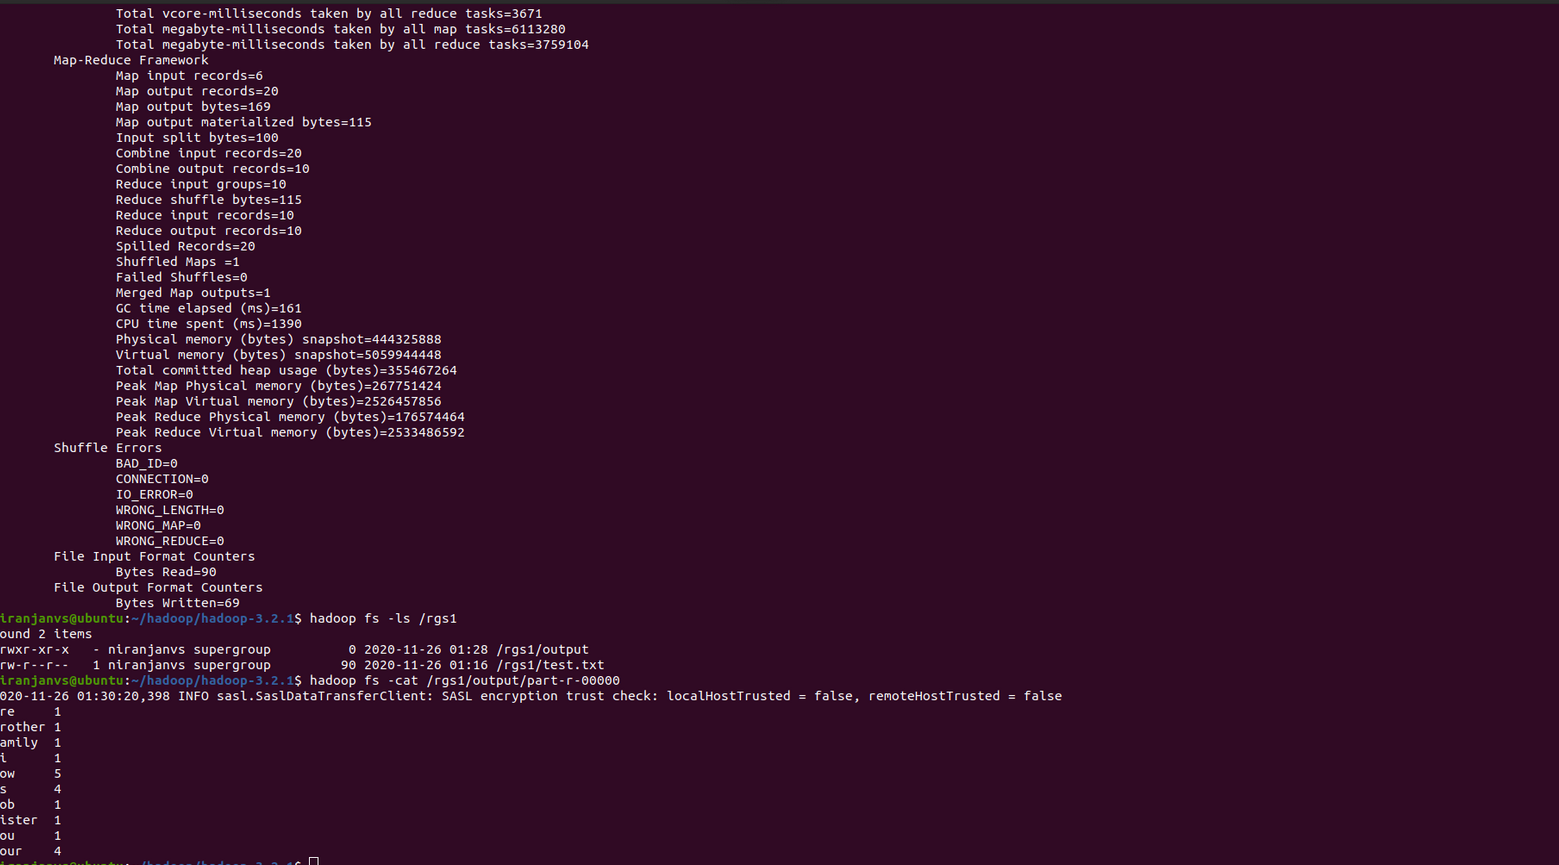 Total vcore-milliseconds taken by all reduce tasks=3671
Total megabyte-milliseconds taken by all map tasks=6113280
Total megabyte-milliseconds taken by all reduce tasks=3759104
Map-Reduce Framework
Map input records=6
Map output records=20
Map output bytes=169
Map output materialized bytes=115
Input split bytes=100
Combine input records=20
Combine output records=10
Reduce input groups=10
Reduce shuffle bytes=115
Reduce input records=10
Reduce output records=10
Spilled Records=20
Shuffled Maps =1
Failed Shuffles=0
Merged Map outputs=1
GC time elapsed (ms)=161
CPU time spent (ms)=1390
Physical memory (bytes) snapshot=444325888
Virtual memory (bytes) snapshot=5059944448
Total committed heap usage (bytes)=355467264
Peak Map Physical memory (bytes)=267751424
Peak Map Virtual memory (bytes)=2526457856
Peak Reduce Physical memory (bytes)=176574464
Peak Reduce Virtual memory (bytes)=2533486592
Shuffle Errors
BAD_ID=0
CONNECTION=0
IO_ERROR=0
WRONG_LENGTH=0
WRONG_MAP=0
WRONG_REDUCE=0
File Input Format Counters
Bytes Read=90
File Output Format Counters
Bytes Written=69
iranjanvs@ubuntu:~/hadoop/hadoop-3.2.1$ hadoop fs -ls /rgs1
ound 2 items
rwxr-xr-x   - niranjanvs supergroup          0 2020-11-26 01:28 /rgs1/output
rw-r--r--   1 niranjanvs supergroup         90 2020-11-26 01:16 /rgs1/test.txt
iranjanvs@ubuntu:~/hadoop/hadoop-3.2.1$ hadoop fs -cat /rgs1/output/part-r-00000
020-11-26 01:30:20,398 INFO sasl.SaslDataTransferClient: SASL encryption trust check: localHostTrusted = false, remoteHostTrusted = false
re 1
rother 1
amily 1
i 1
ow 5
s 4
ob 1
ister 1
ou 1
our 4